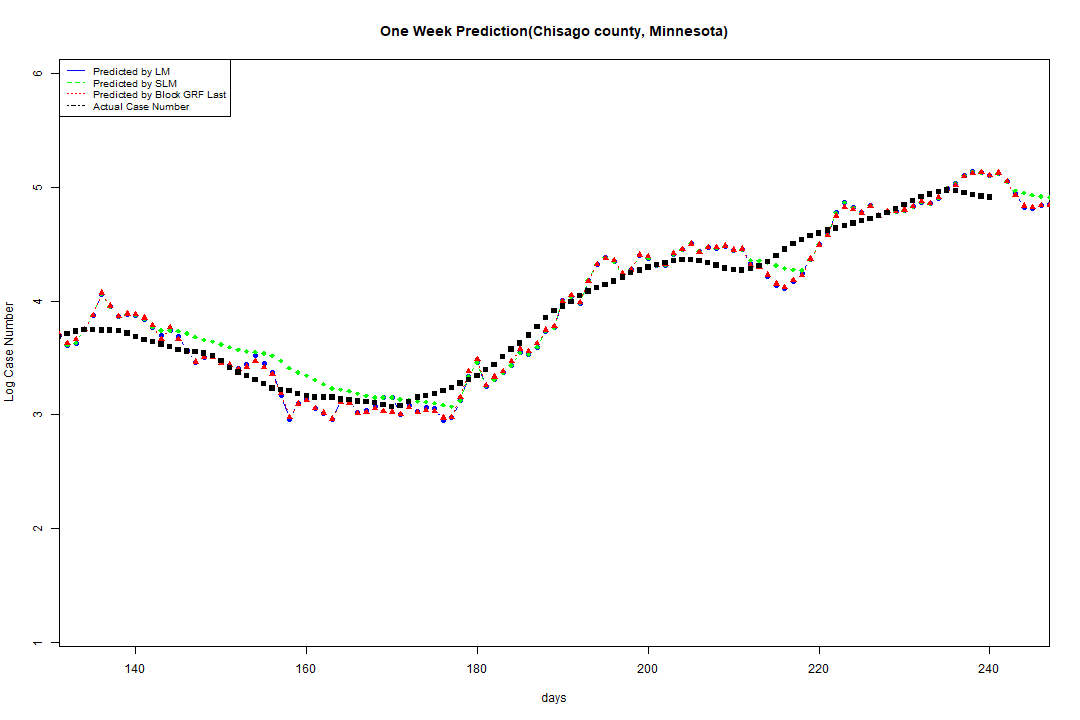 One Week Prediction(Chisago county, Minnesota)
Predicted by LM
Predicted by SLM
Predicted by Block GRF Last
Actual Case Number
6
5
4
3
2
1
Log Case Number
140 160 180 200 220 240
days